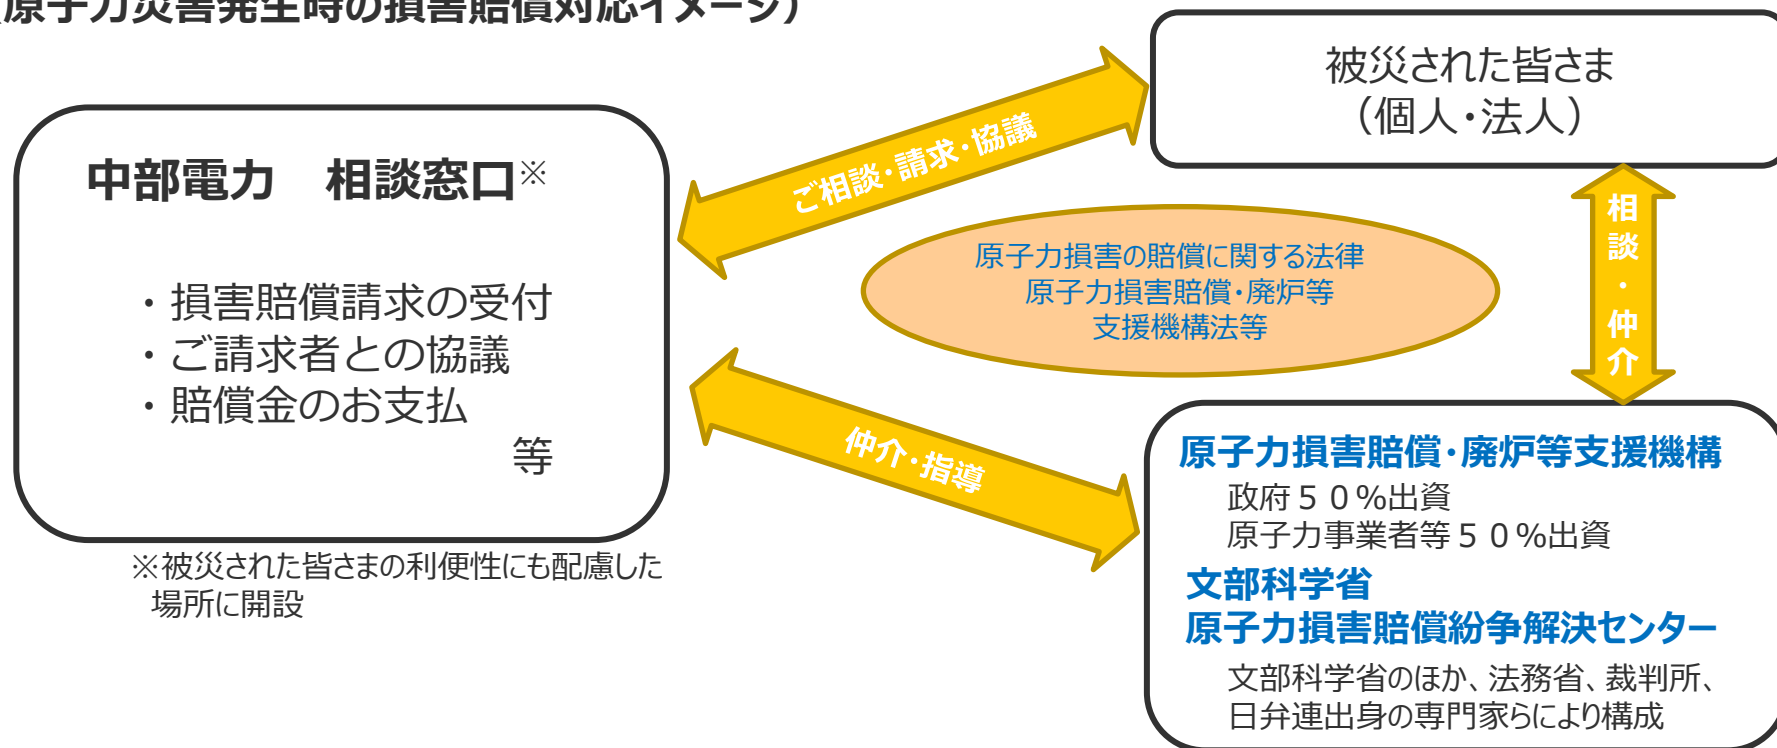 (原子力災害発生時の損害賠償対応イメージ)
被災された皆さま
（個人・法人）
中部電力　相談窓口※
・損害賠償請求の受付
・ご請求者との協議
・賠償金のお支払
等
※被災された皆さまの利便性にも配慮した
場所に開設
ご相談・請求・協議
原子力損害の賠償に関する法律
原子力損害賠償・廃炉等
支援機構法等
相談・仲介
仲介・指導
原子力損害賠償・廃炉等支援機構
政府５０％出資
原子力事業者等５０％出資
文部科学省
原子力損害賠償紛争解決センター
文部科学省のほか、法務省、裁判所、
日弁連出身の専門家らにより構成